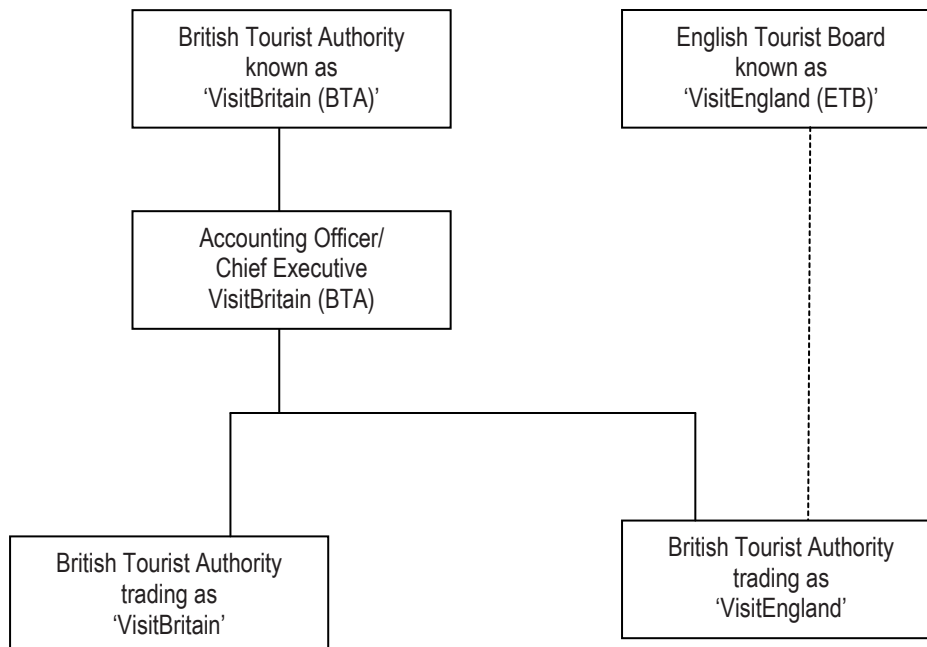 British Tourist Authority
known as
‘VisitBritain (BTA)’
English Tourist Board
known as
‘VisitEngland (ETB)’
Accounting Officer/
Chief Executive
VisitBritain (BTA)
British Tourist Authority
trading as
‘VisitBritain’
British Tourist Authority
trading as
‘VisitEngland’